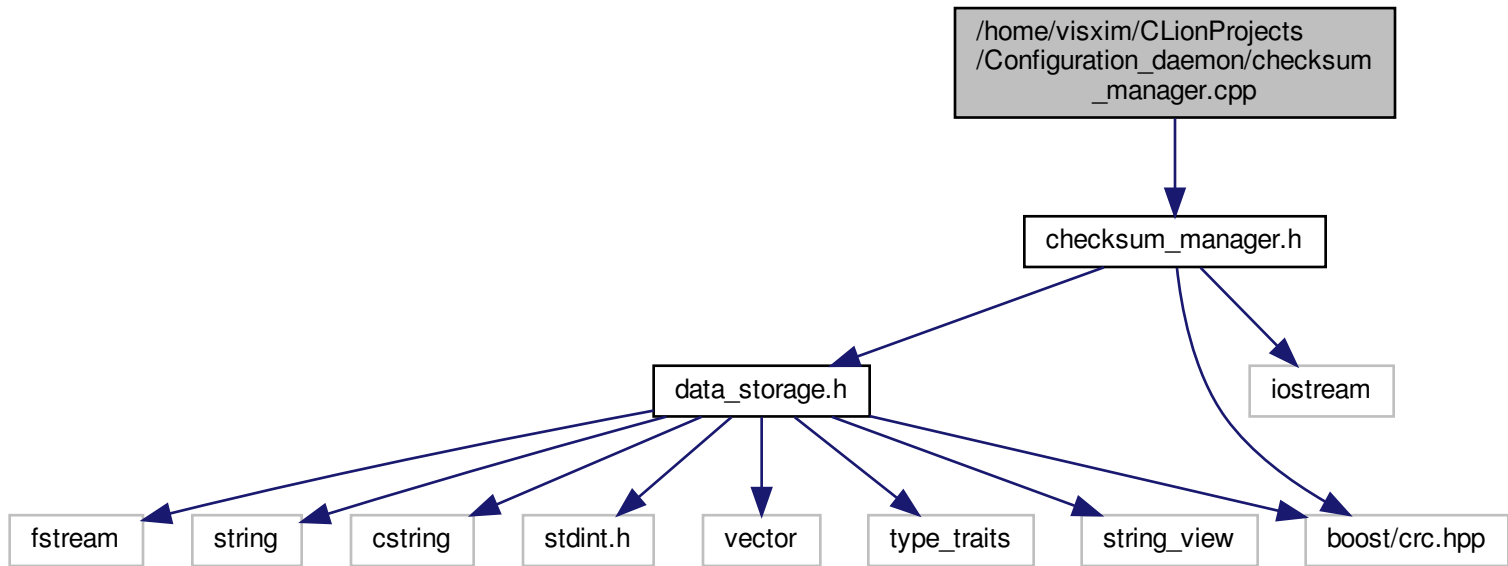 /home/visxim/CLionProjects
/Configuration_daemon/checksum
_manager.cpp
checksum_manager.h
data_storage.h
iostream
fstream
string
cstring
stdint.h
vector
type_traits
string_view
boost/crc.hpp